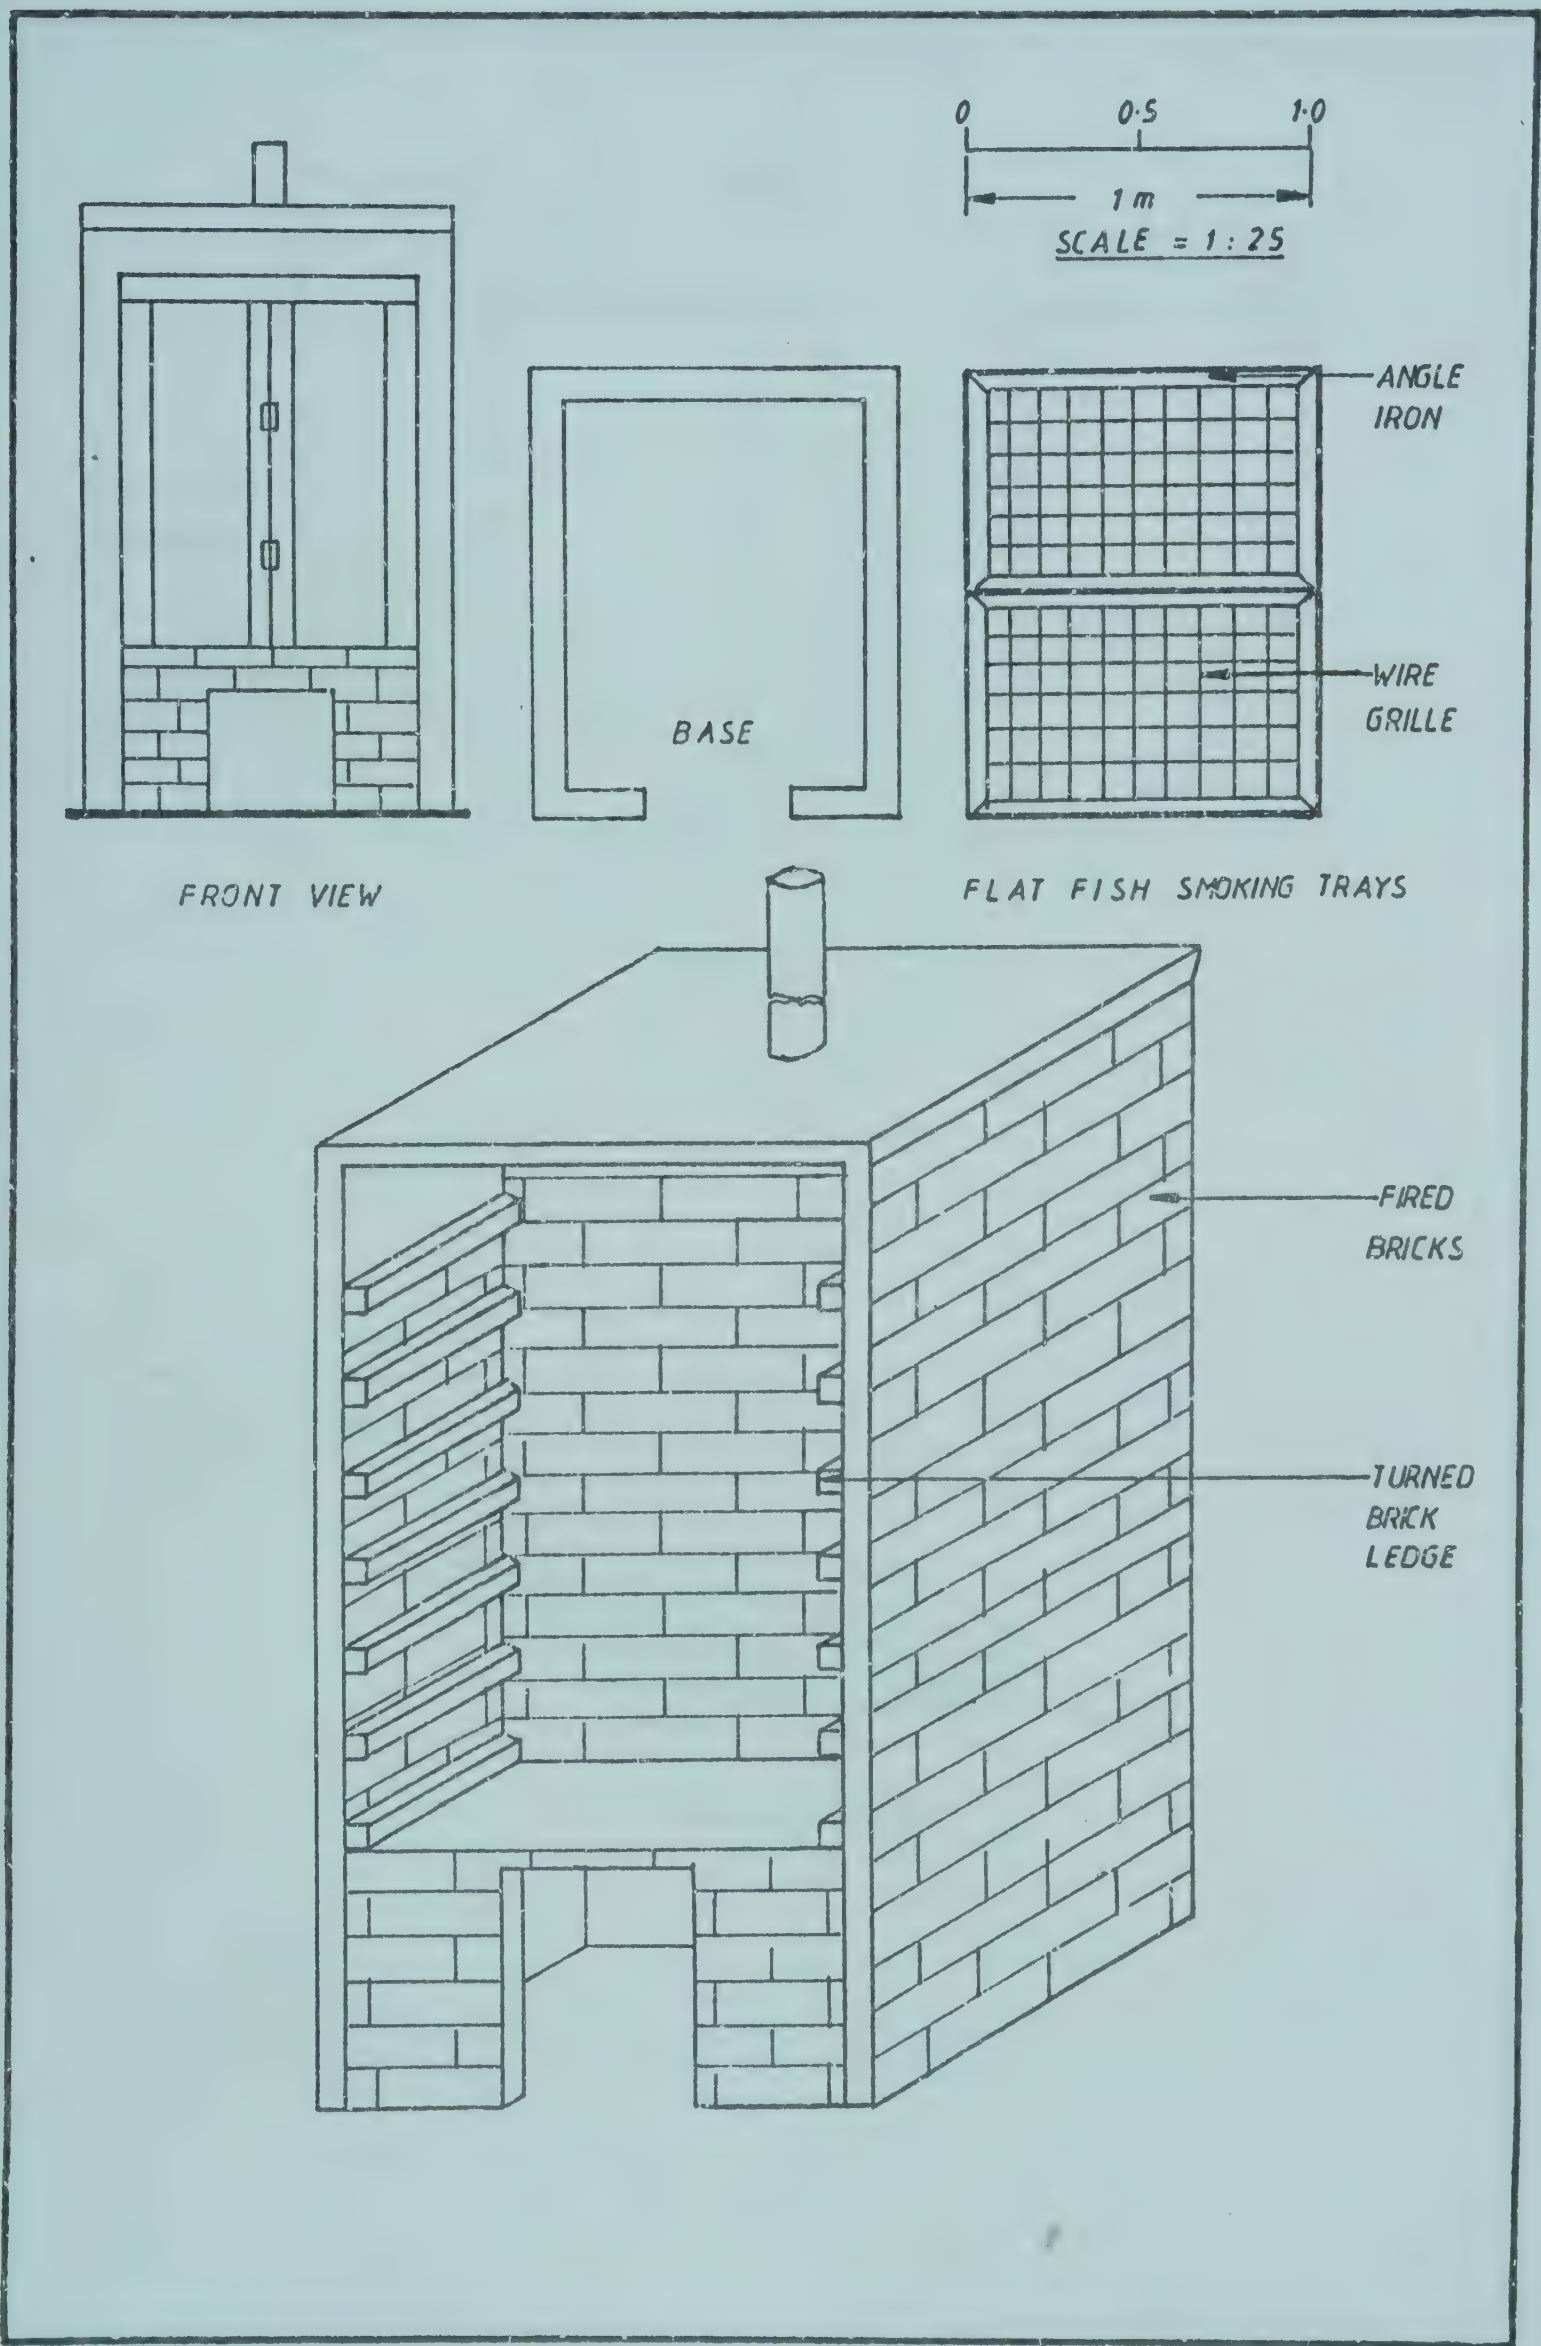 0 0.5 1.0
1 m
SCALE = 1 : 25
ANGLE
IRON
WIRE
GRILLE
BASE
FRONT VIEW
FLAT FISH SMOKING TRAYS
FIRED
BRICKS
TURNED
BRICK
LEDGE